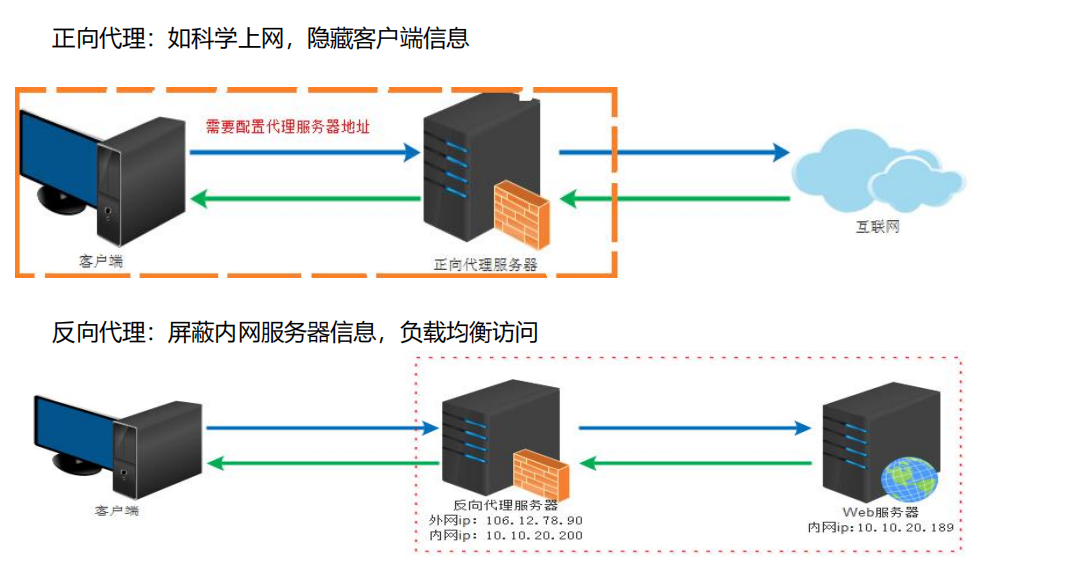 正向代理：如科学上网，隐藏客户端信息
需要配置代理服务器地址
互联网
客户端
正向代理服务器
反向代理：屏蔽内网服务器信息，负载均衡访问
客户端
反向代理服务器
外网ip：106.12.78.90
内网ip：10.10.20.200
Web服务器
内网ip:10.10.20.189